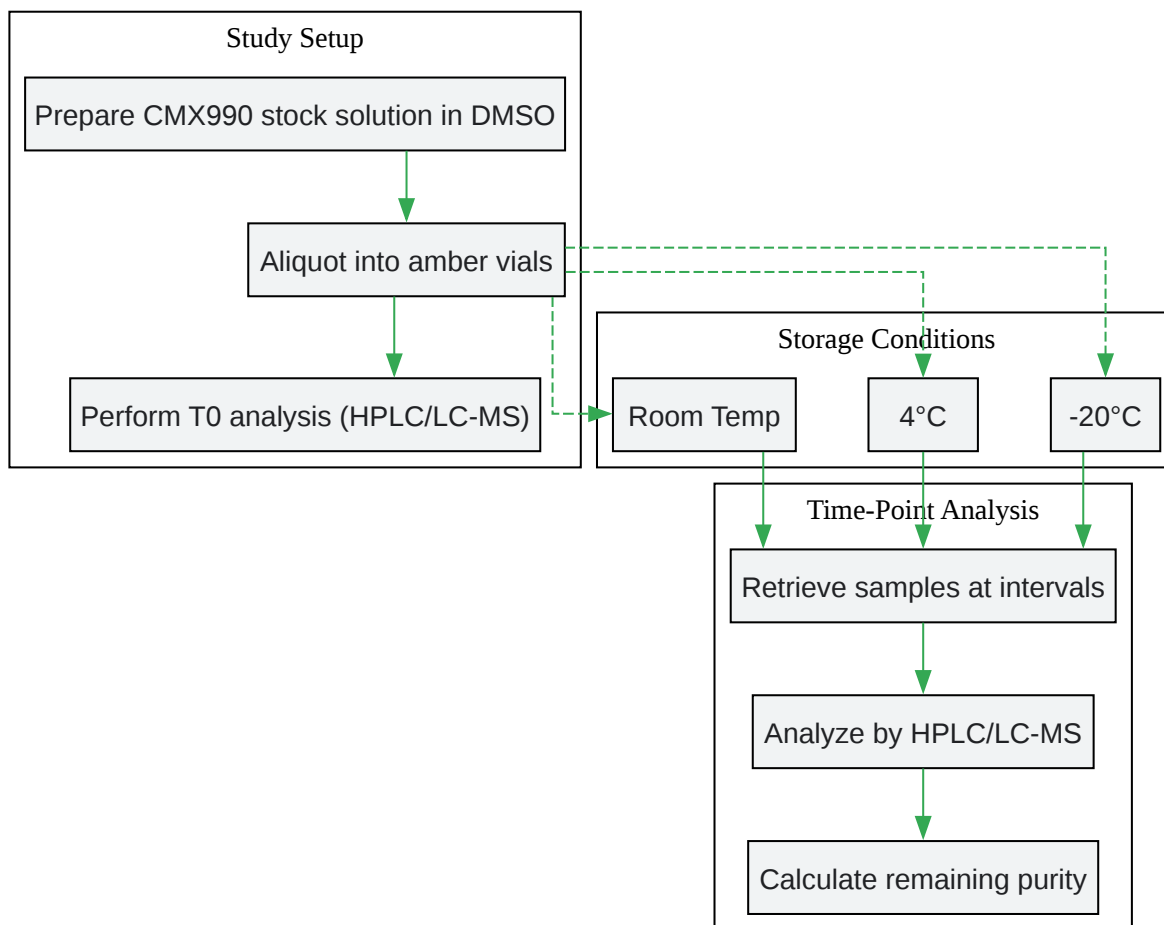 Study Setup
Prepare CMX990 stock solution in DMSO
Aliquot into amber vials
Perform T0 analysis (HPLC/LC-MS)
Storage Conditions
Room Temp
4°C
-20°C
Time-Point Analysis
Retrieve samples at intervals
Analyze by HPLC/LC-MS
Calculate remaining purity